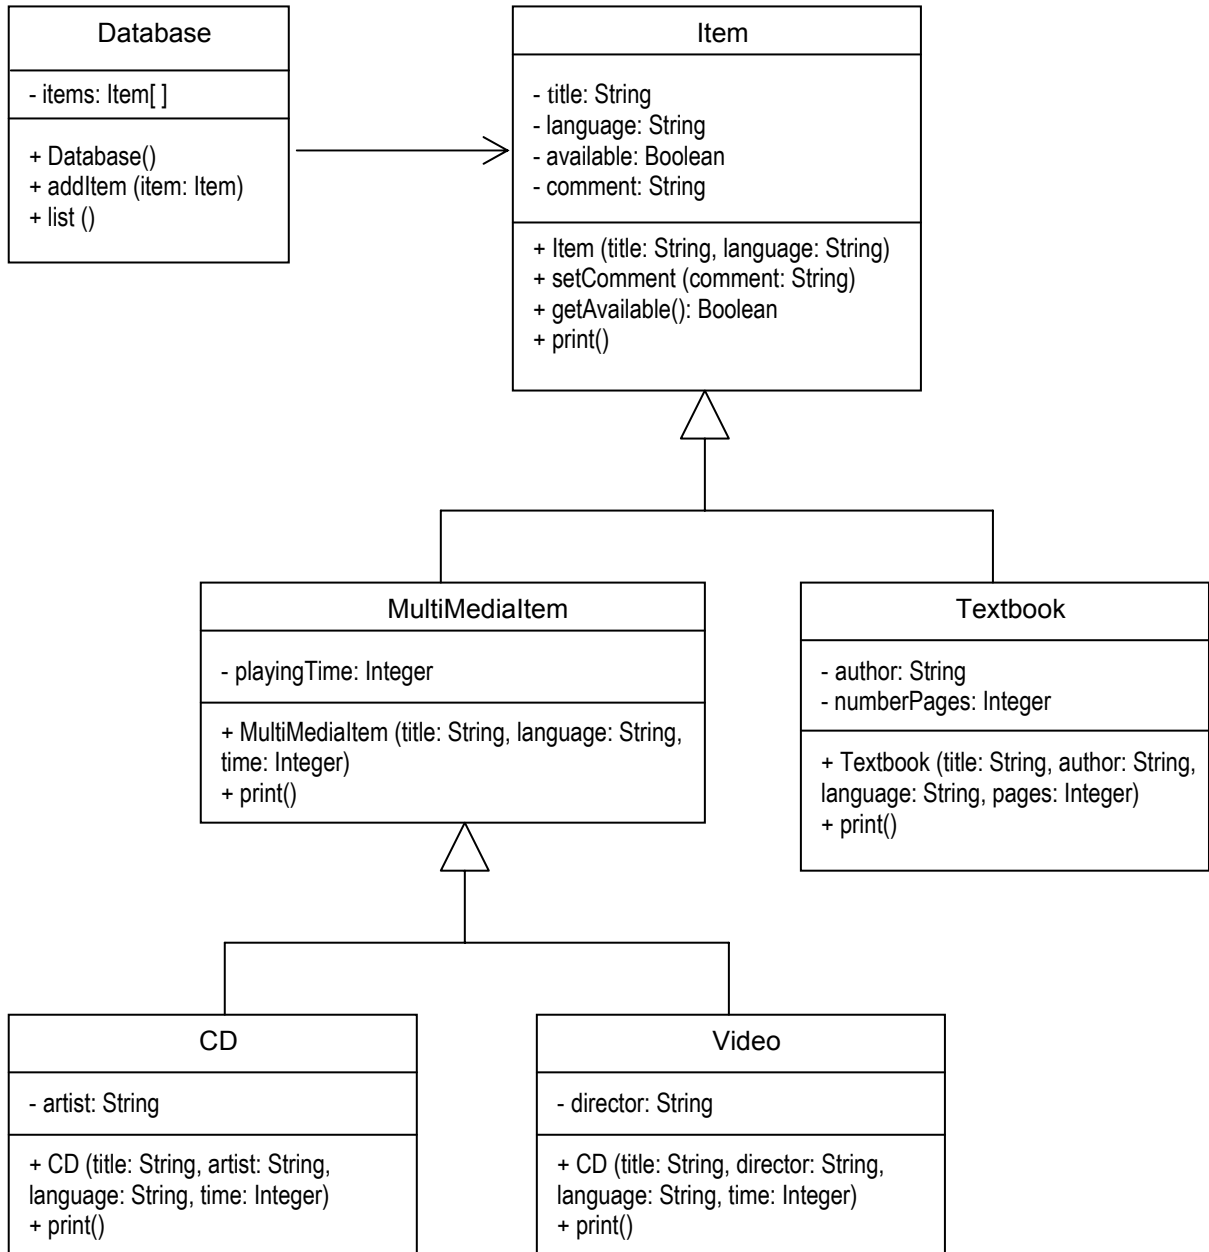 Database
- items: Item[ ]
+ Database()
+ addItem (item: Item)
+ list ()
Item
- title: String
- language: String
- available: Boolean
- comment: String
+ Item (title: String, language: String)
+ setComment (comment: String)
+ getAvailable(): Boolean
+ print()
MultiMediaItem
- playingTime: Integer
+ MultiMediaItem (title: String, language: String,
time: Integer)
+ print()
Textbook
- author: String
- numberPages: Integer
+ Textbook (title: String, author: String,
language: String, pages: Integer)
+ print()
CD
- artist: String
+ CD (title: String, artist: String,
language: String, time: Integer)
+ print()
Video
- director: String
+ CD (title: String, director: String,
language: String, time: Integer)
+ print()